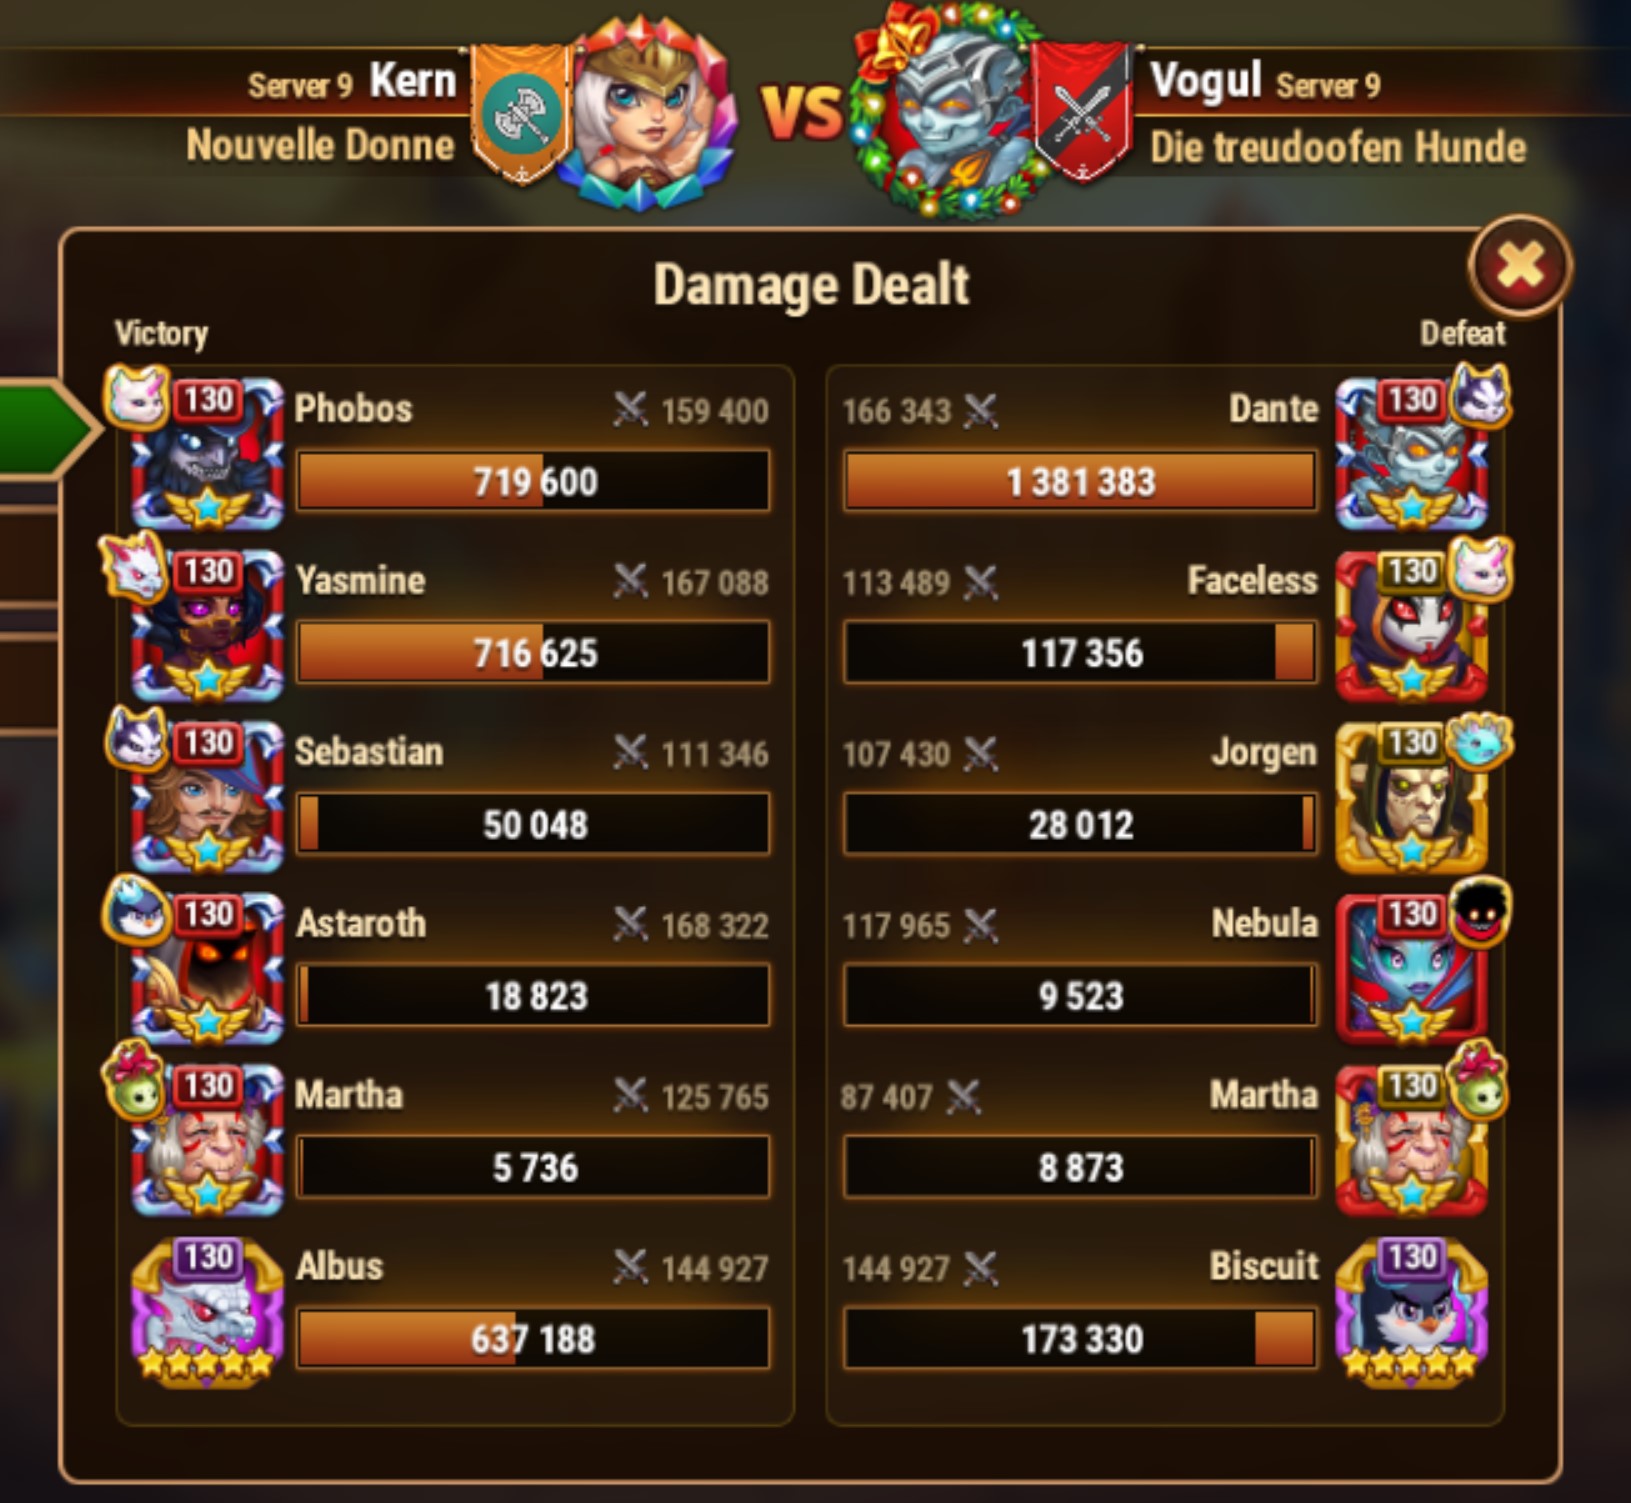 Server 9 Kern VS Vogul Server 9
Nouvelle Donne Die treudoofen Hunde
Damage Dealt
Victory Defeat
130 Phobos 159 400
719 600
130 Yasmine 167 088
716 625
130 Sebastian 111 346
50 048
130 Astaroth 168 322
18 823
130 Martha 125 765
5 736
130 Albus 144 927
637 188
166 343 Dante 130
1 381 383
113 489 Faceless 130
117 356
107 430 Jorgen 130
28 012
117 965 Nebula 130
9 523
87 407 Martha 130
8 873
144 927 Biscuit 130
173 330